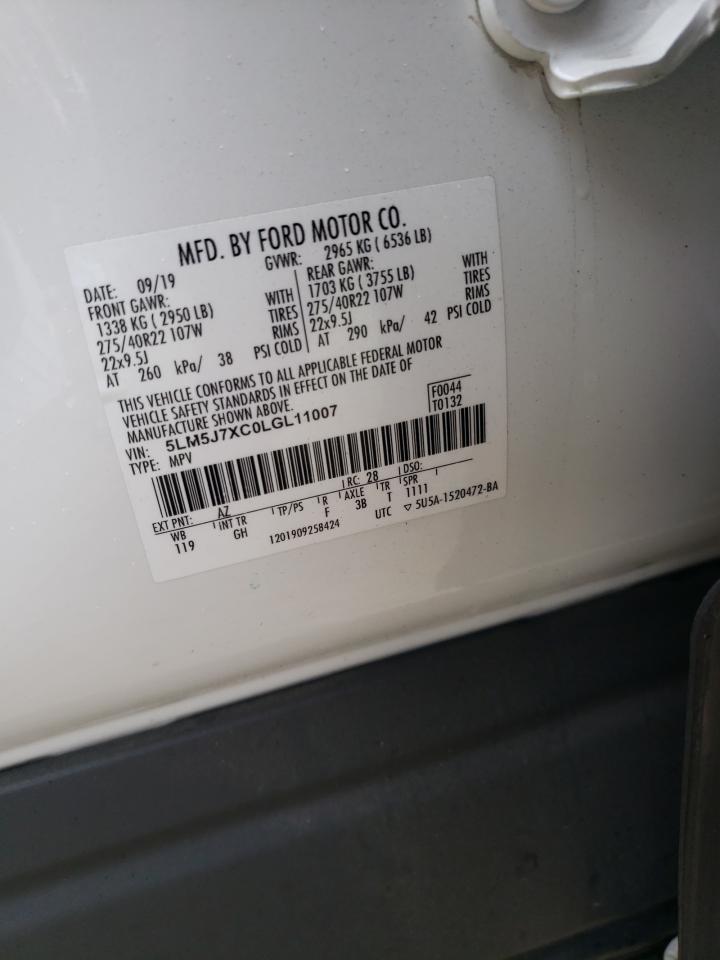 MFD. BY FORD MOTOR CO.
DATE: 09/19 GVWR: 2965 KG ( 6536 LB)
FRONT GAWR: REAR GAWR:
1338 KG ( 2950 LB) WITH 1703 KG ( 3755 LB) WITH
275/40R22 107W TIRES 275/40R22 107W TIRES
22x9.5J RIMS 22x9.5J RIMS
AT 260 kPa/ 38 PSI COLD AT 290 kPa/ 42 PSI COLD
THIS VEHICLE CONFORMS TO ALL APPLICABLE FEDERAL MOTOR
VEHICLE SAFETY STANDARDS IN EFFECT ON THE DATE OF
MANUFACTURE SHOWN ABOVE.
VIN: 5LM5J7XC0LGL11007 F0044
TYPE: MPV T0132
EXT PNT: AZ RC: 28 DSO:
WB INT TR TP/PS R AXLE TR SPR
119 GH F 3B T 1111
1201909258424 UTC ▽ 5U5A-1520472-BA